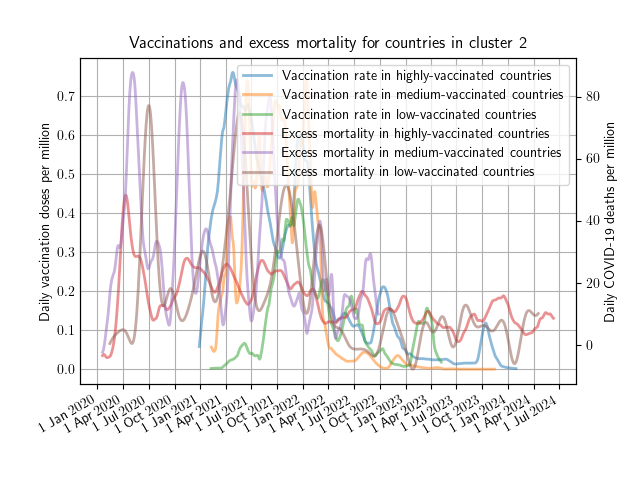 Vaccinations and excess mortality for countries in cluster 2
Vaccination rate in highly-vaccinated countries
Vaccination rate in medium-vaccinated countries
Vaccination rate in low-vaccinated countries
Excess mortality in highly-vaccinated countries
Excess mortality in medium-vaccinated countries
Excess mortality in low-vaccinated countries
Daily vaccination doses per million
0.7
0.6
0.5
0.4
0.3
0.2
0.1
0.0
Daily COVID-19 deaths per million
80
60
40
20
0
1 Jan 2020
1 Apr 2020
1 Jul 2020
1 Oct 2020
1 Jan 2021
1 Apr 2021
1 Jul 2021
1 Oct 2021
1 Jan 2022
1 Apr 2022
1 Jul 2022
1 Oct 2022
1 Jan 2023
1 Apr 2023
1 Jul 2023
1 Oct 2023
1 Jan 2024
1 Apr 2024
1 Jul 2024